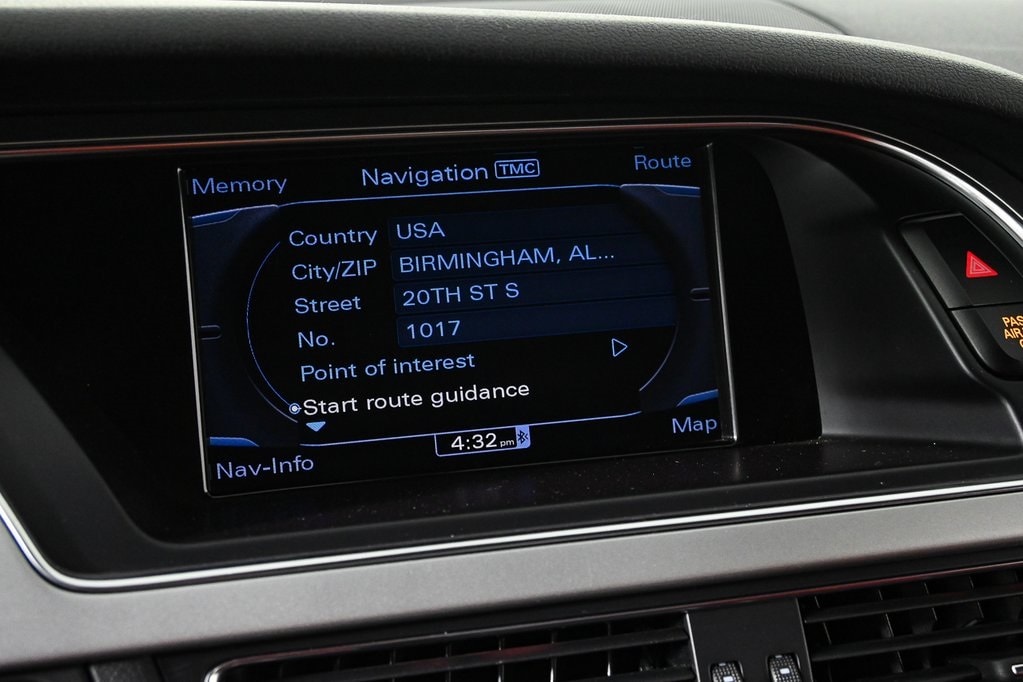 Memory Navigation TMC Route
Country USA
City/ZIP BIRMINGHAM, AL...
Street 20TH ST S
No. 1017
Point of interest
Start route guidance
Nav-Info 4:32 pm Map